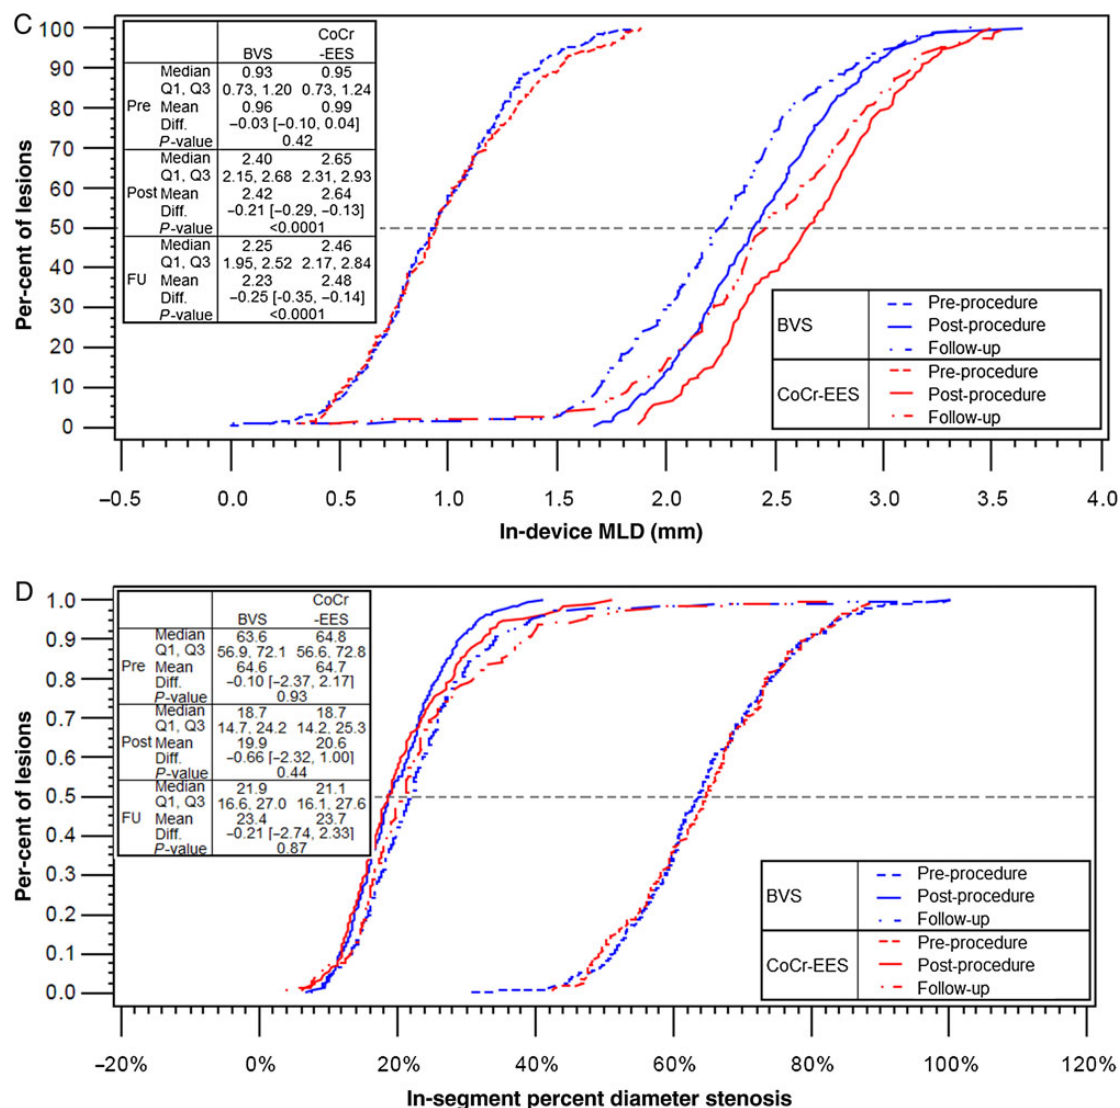 C
Per-cent of lesions
100
90
80
70
60
50
40
30
20
10
0
CoCr
BVS -EES
Median 0.93 0.95
Q1, Q3 0.73, 1.20 0.73, 1.24
Pre Mean 0.96 0.99
Diff. −0.03 [−0.10, 0.04]
P-value 0.42
Median 2.40 2.65
Q1, Q3 2.15, 2.68 2.31, 2.93
Post Mean 2.42 2.64
Diff. −0.21 [−0.29, −0.13]
P-value <0.0001
Median 2.25 2.46
Q1, Q3 1.95, 2.52 2.17, 2.84
FU Mean 2.23 2.48
Diff. −0.25 [−0.35, −0.14]
P-value <0.0001
BVS
Pre-procedure
Post-procedure
Follow-up
CoCr-EES
Pre-procedure
Post-procedure
Follow-up
−0.5 0.0 0.5 1.0 1.5 2.0 2.5 3.0 3.5 4.0
In-device MLD (mm)
D
Per-cent of lesions
1.0
0.9
0.8
0.7
0.6
0.5
0.4
0.3
0.2
0.1
0.0
CoCr
BVS -EES
Median 63.6 64.8
Q1, Q3 56.9, 72.1 56.6, 72.8
Pre Mean 64.6 64.7
Diff. −0.10 [−2.37, 2.17]
P-value 0.93
Median 18.7 18.7
Q1, Q3 14.7, 24.2 14.2, 25.3
Post Mean 19.9 20.6
Diff. −0.66 [−2.32, 1.00]
P-value 0.44
Median 21.9 21.1
Q1, Q3 16.6, 27.0 16.1, 27.6
FU Mean 23.4 23.7
Diff. −0.21 [−2.74, 2.33]
P-value 0.87
BVS
Pre-procedure
Post-procedure
Follow-up
CoCr-EES
Pre-procedure
Post-procedure
Follow-up
−20% 0% 20% 40% 60% 80% 100% 120%
In-segment percent diameter stenosis